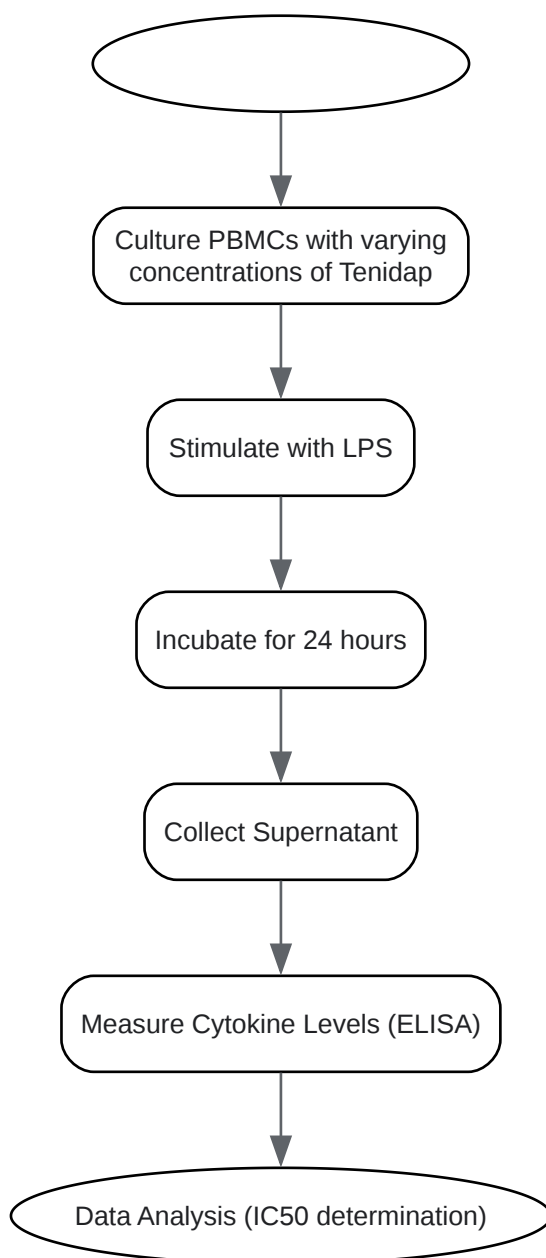 Culture PBMCs with varying
concentrations of Tenidap
Stimulate with LPS
Incubate for 24 hours
Collect Supernatant
Measure Cytokine Levels (ELISA)
Data Analysis (IC50 determination)